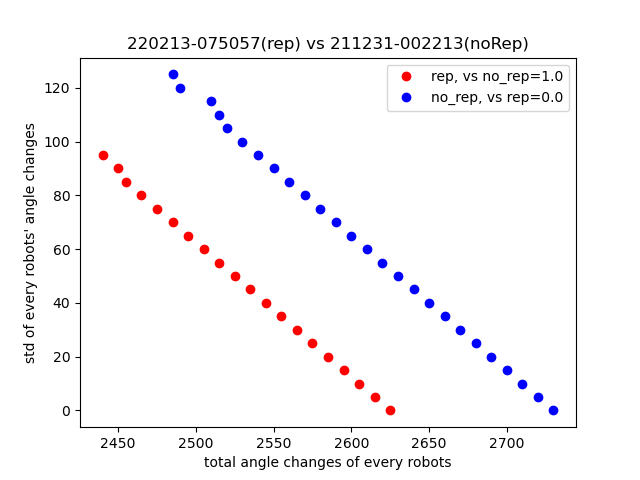 220213-075057(rep) vs 211231-002213(noRep)
rep, vs no_rep=1.0
no_rep, vs rep=0.0
std of every robots' angle changes
120
100
80
60
40
20
0
2450 2500 2550 2600 2650 2700
total angle changes of every robots